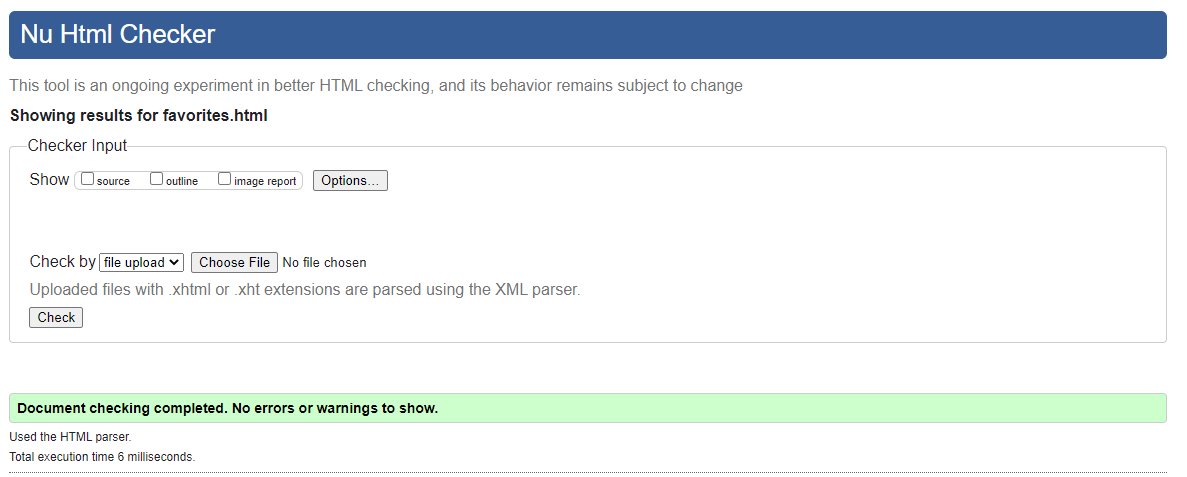 Nu Html Checker
This tool is an ongoing experiment in better HTML checking, and its behavior remains subject to change
Showing results for favorites.html
Checker Input
Show source outline image report Options...
Check by file upload Choose File No file chosen
Uploaded files with .xhtml or .xht extensions are parsed using the XML parser.
Check
Document checking completed. No errors or warnings to show.
Used the HTML parser.
Total execution time 6 milliseconds.